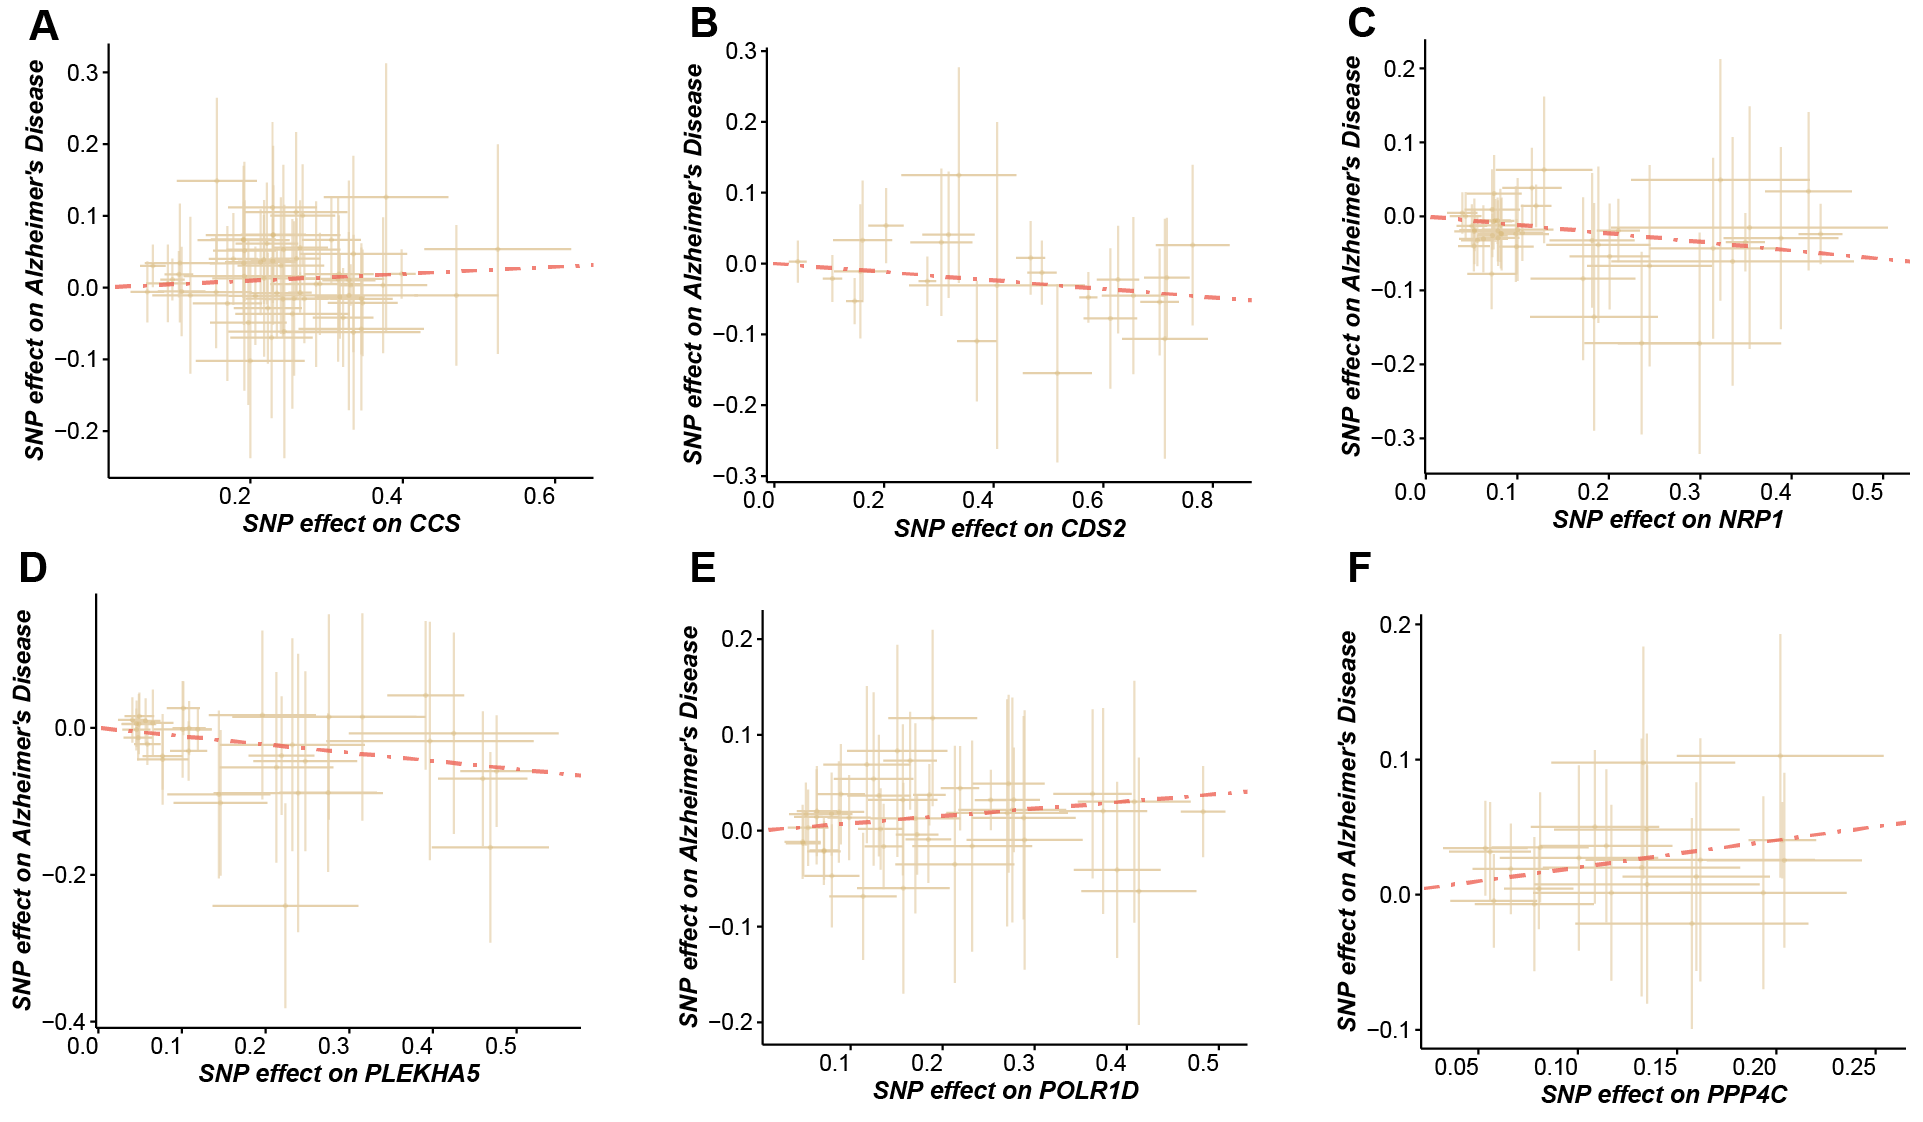 A
SNP effect on Alzheimer's Disease
0.3
0.2
0.1
0.0
−0.1
−0.2
0.2 0.4 0.6
SNP effect on CCS
B
SNP effect on Alzheimer's Disease
0.3
0.2
0.1
0.0
−0.1
−0.2
−0.3
0.0 0.2 0.4 0.6 0.8
SNP effect on CDS2
C
SNP effect on Alzheimer's Disease
0.2
0.1
0.0
−0.1
−0.2
−0.3
0.0 0.1 0.2 0.3 0.4 0.5
SNP effect on NRP1
D
SNP effect on Alzheimer's Disease
0.0
−0.2
−0.4
0.0 0.1 0.2 0.3 0.4 0.5
SNP effect on PLEKHA5
E
SNP effect on Alzheimer's Disease
0.2
0.1
0.0
−0.1
−0.2
0.1 0.2 0.3 0.4 0.5
SNP effect on POLR1D
F
SNP effect on Alzheimer's Disease
0.2
0.1
0.0
−0.1
0.05 0.10 0.15 0.20 0.25
SNP effect on PPP4C